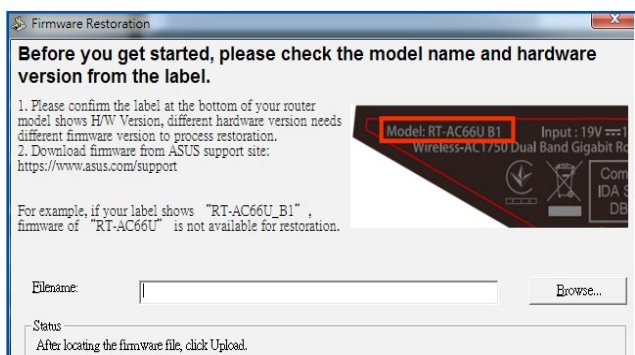 Firmware Restoration
Before you get started, please check the model name and hardware
version from the label.
1. Please confirm the label at the bottom of your router
model shows H/W Version, different hardware version needs
different firmware version to process restoration.
2. Download firmware from ASUS support site:
https://www.asus.com/support
For example, if your label shows “RT-AC66U_B1” ,
firmware of “RT-AC66U” is not available for restoration.
Model: RT-AC66U B1
Input : 19V
Wireless-AC1750 Dual Band Gigabit
Com
IDA
DB
Filename:
Browse...
Status
After locating the firmware file, click Upload.